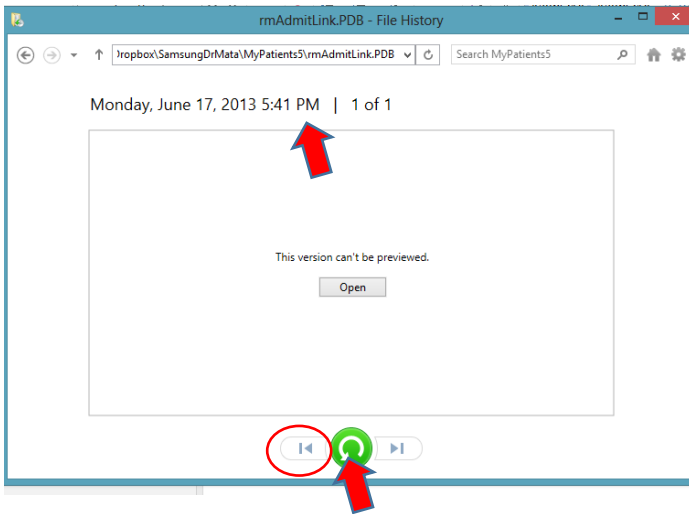 rmAdmitLink.PDB - File History
Dropbox\SamsungDrMata\MyPatients5\rmAdmitLink.PDB
Search MyPatients5
Monday, June 17, 2013 5:41 PM | 1 of 1
This version can't be previewed.
Open